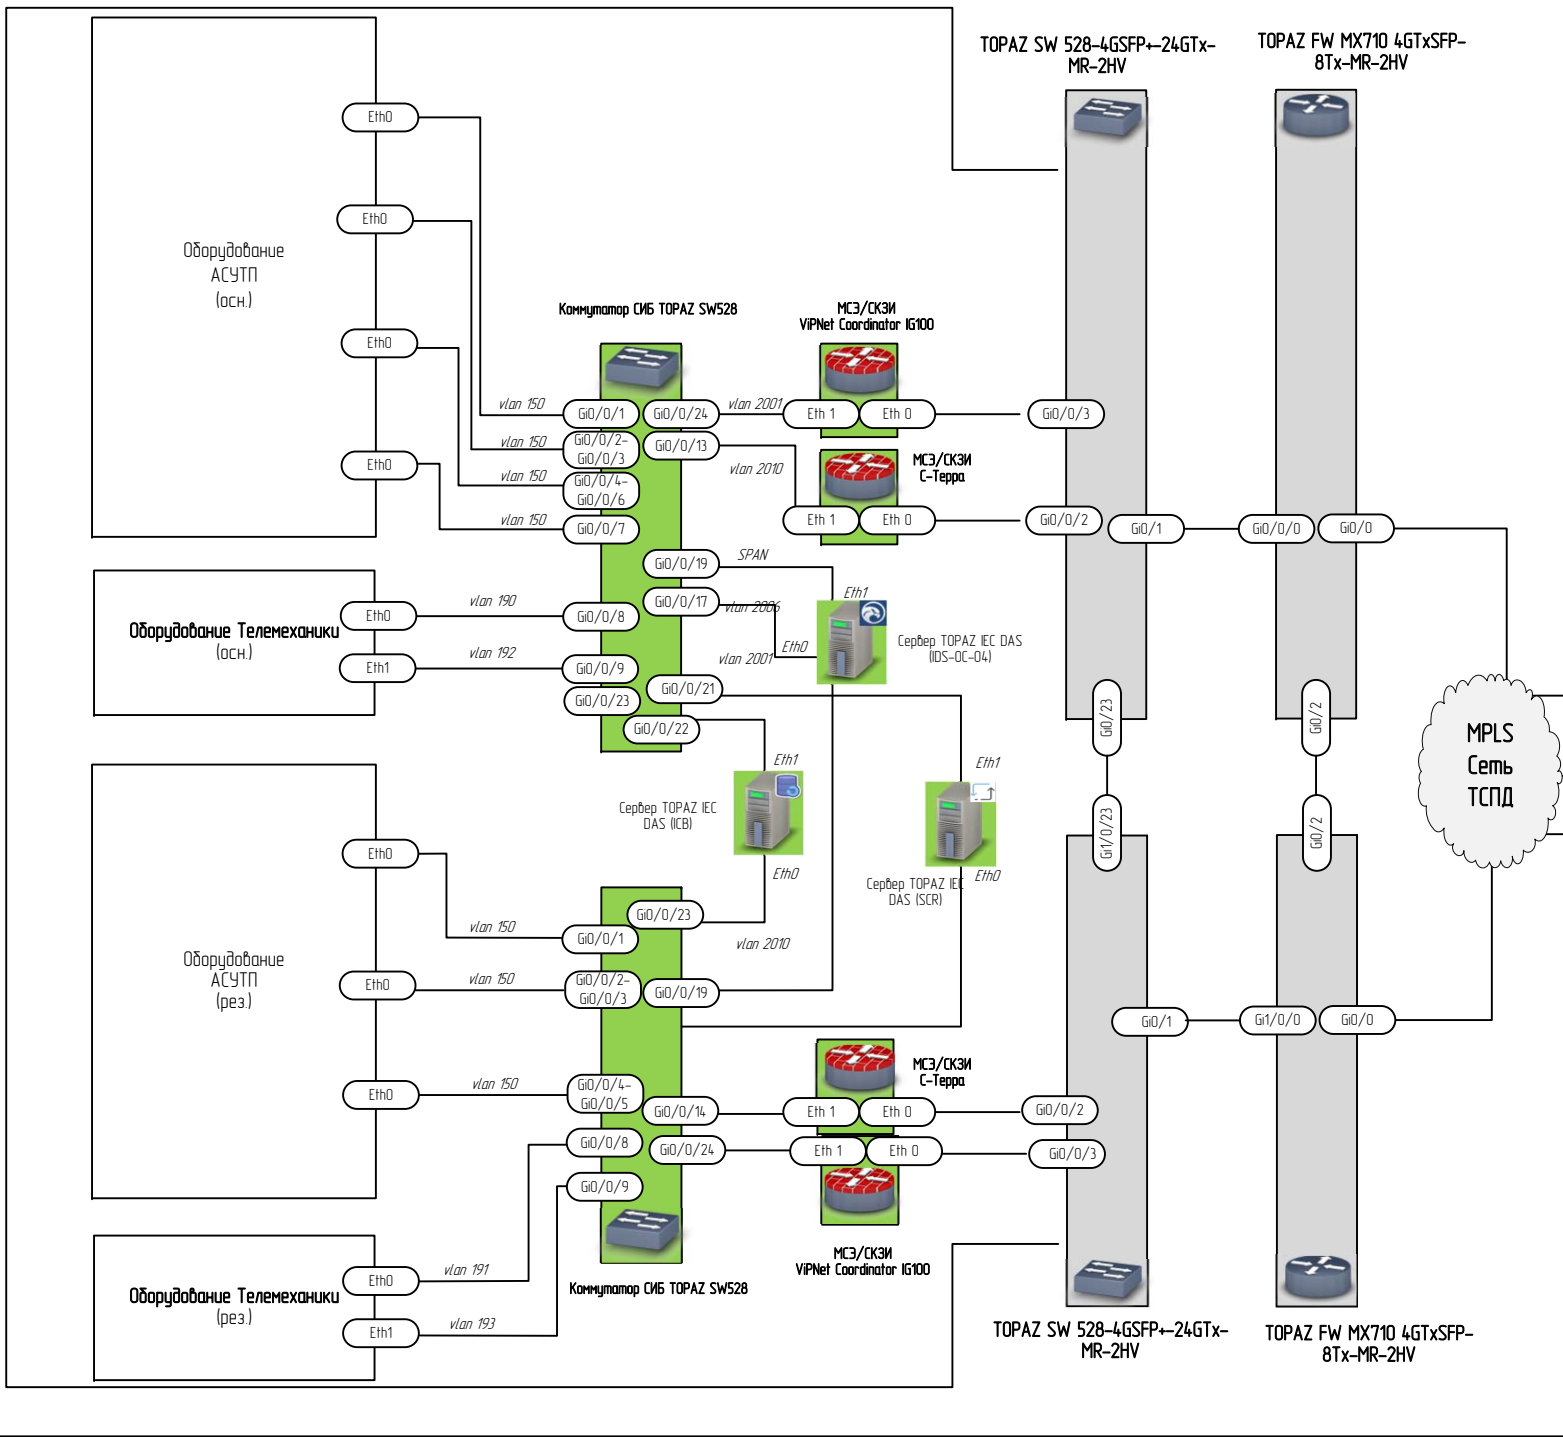 TOPAZ SW 528-4GSFP+-24GTx-
MR-2HV
TOPAZ FW MX710 4GTxSFP-
8Tx-MR-2HV
Оборудование
АСУТП
(осн.)
Eth0
Eth0
Eth0
Eth0
Коммутатор СИБ TOPAZ SW528
МСЭ/СКЗИ
ViPNet Coordinator IG100
vlan 150
Gi0/0/1
Gi0/0/24
vlan 2001
Eth 1
Eth 0
Gi0/0/3
vlan 150
Gi0/0/2-
Gi0/0/3
Gi0/0/13
vlan 2010
МСЭ/СКЗИ
С-Терра
vlan 150
Gi0/0/4-
Gi0/0/6
vlan 150
Gi0/0/7
Eth 1
Eth 0
Gi0/0/2
Gi0/1
Gi0/0/0
Gi0/0
Gi0/0/19
SPAN
Оборудование Телемеханики
(осн.)
Eth0
vlan 190
Gi0/0/8
Gi0/0/17
vlan 2006
Eth1
Eth0
Сервер TOPAZ IEC DAS
(IDS-OC-04)
Eth1
vlan 192
Gi0/0/9
vlan 2001
Gi0/0/21
Gi0/0/23
Gi0/0/22
Gi0/23
Gi0/2
MPLS
Сеть
ТСПД
Eth1
Сервер TOPAZ IEC
DAS (ICB)
Eth0
Eth1
Сервер TOPAZ IEC
DAS (SCR)
Eth0
Gi1/0/23
Gi0/2
Оборудование
АСУТП
(рез.)
Eth0
vlan 150
Gi0/0/1
Gi0/0/23
vlan 2010
Eth0
vlan 150
Gi0/0/2-
Gi0/0/3
Gi0/0/19
Gi0/1
Gi1/0/0
Gi0/0
МСЭ/СКЗИ
С-Терра
Eth0
vlan 150
Gi0/0/4-
Gi0/0/5
Gi0/0/14
Eth 1
Eth 0
Gi0/0/2
Gi0/0/8
Gi0/0/24
Eth 1
Eth 0
Gi0/0/3
Gi0/0/9
МСЭ/СКЗИ
ViPNet Coordinator IG100
Коммутатор СИБ TOPAZ SW528
Оборудование Телемеханики
(рез.)
Eth0
vlan 191
Eth1
vlan 193
TOPAZ SW 528-4GSFP+-24GTx-
MR-2HV
TOPAZ FW MX710 4GTxSFP-
8Tx-MR-2HV